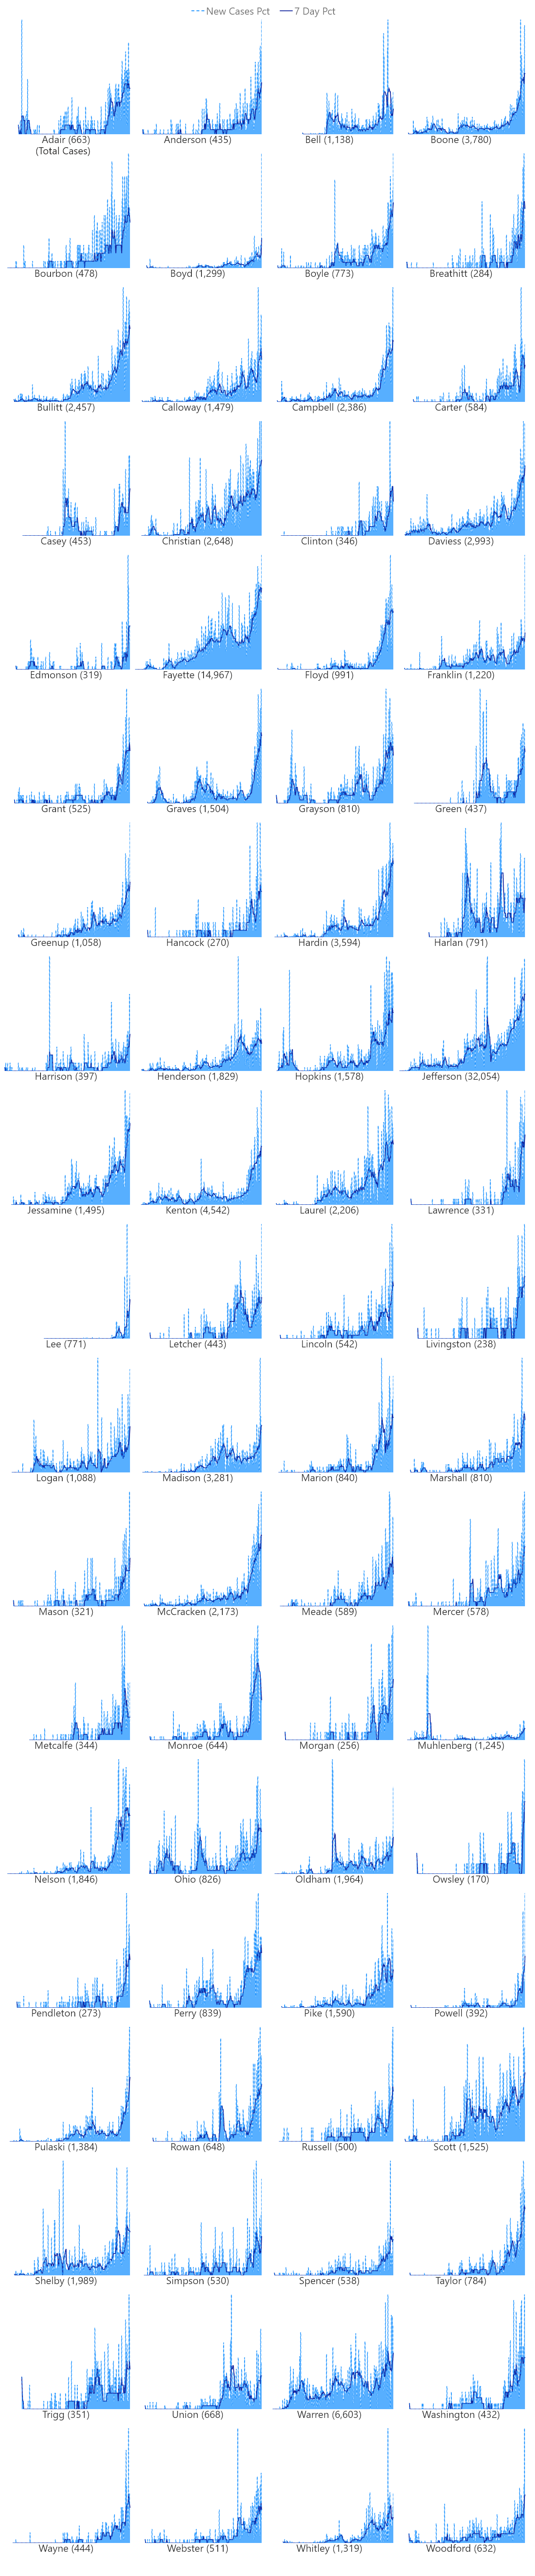 New Cases Pct 7 Day Pct
Adair (663) Anderson (435) Bell (1,138) Boone (3,780)
(Total Cases)
Bourbon (478) Boyd (1,299) Boyle (773) Breathitt (284)
Bullitt (2,457) Calloway (1,479) Campbell (2,386) Carter (584)
Casey (453) Christian (2,648) Clinton (346) Daviess (2,993)
Edmonson (319) Fayette (14,967) Floyd (991) Franklin (1,220)
Grant (525) Graves (1,504) Grayson (810) Green (437)
Greenup (1,058) Hancock (270) Hardin (3,594) Harlan (791)
Harrison (397) Henderson (1,829) Hopkins (1,578) Jefferson (32,054)
Jessamine (1,495) Kenton (4,542) Laurel (2,206) Lawrence (331)
Lee (771) Letcher (443) Lincoln (542) Livingston (238)
Logan (1,088) Madison (3,281) Marion (840) Marshall (810)
Mason (321) McCracken (2,173) Meade (589) Mercer (578)
Metcalfe (344) Monroe (644) Morgan (256) Muhlenberg (1,245)
Nelson (1,846) Ohio (826) Oldham (1,964) Owsley (170)
Pendleton (273) Perry (839) Pike (1,590) Powell (392)
Pulaski (1,384) Rowan (648) Russell (500) Scott (1,525)
Shelby (1,989) Simpson (530) Spencer (538) Taylor (784)
Trigg (351) Union (668) Warren (6,603) Washington (432)
Wayne (444) Webster (511) Whitley (1,319) Woodford (632)